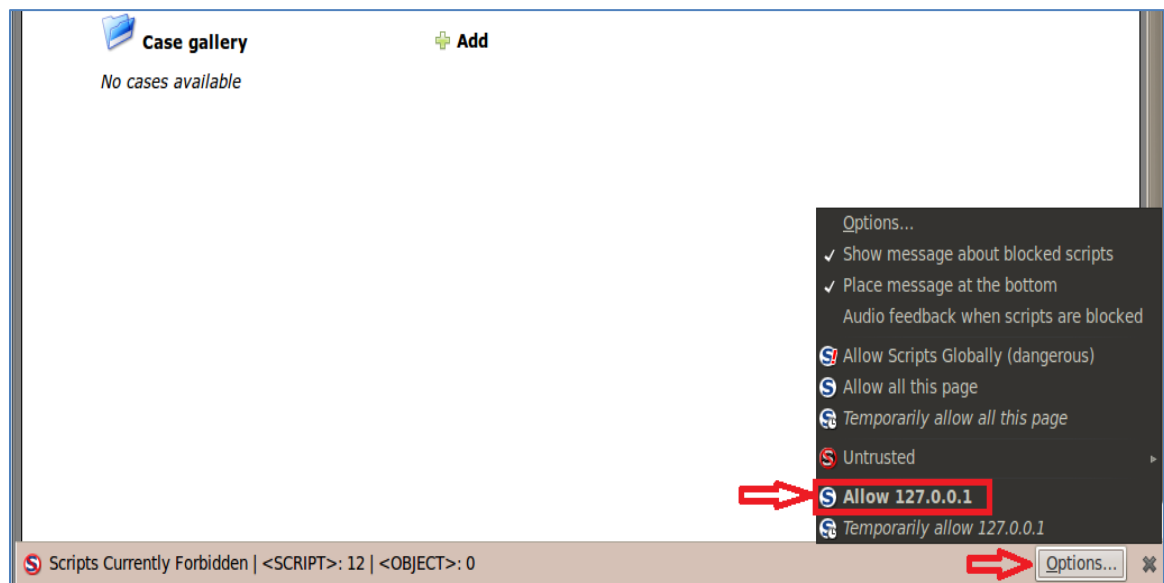 Case gallery
Add
No cases available
Options...
Show message about blocked scripts
Place message at the bottom
Audio feedback when scripts are blocked
Allow Scripts Globally (dangerous)
Allow all this page
Temporarily allow all this page
Untrusted
Allow 127.0.0.1
Temporarily allow 127.0.0.1
Scripts Currently Forbidden | <SCRIPT>: 12 | <OBJECT>: 0
Options...